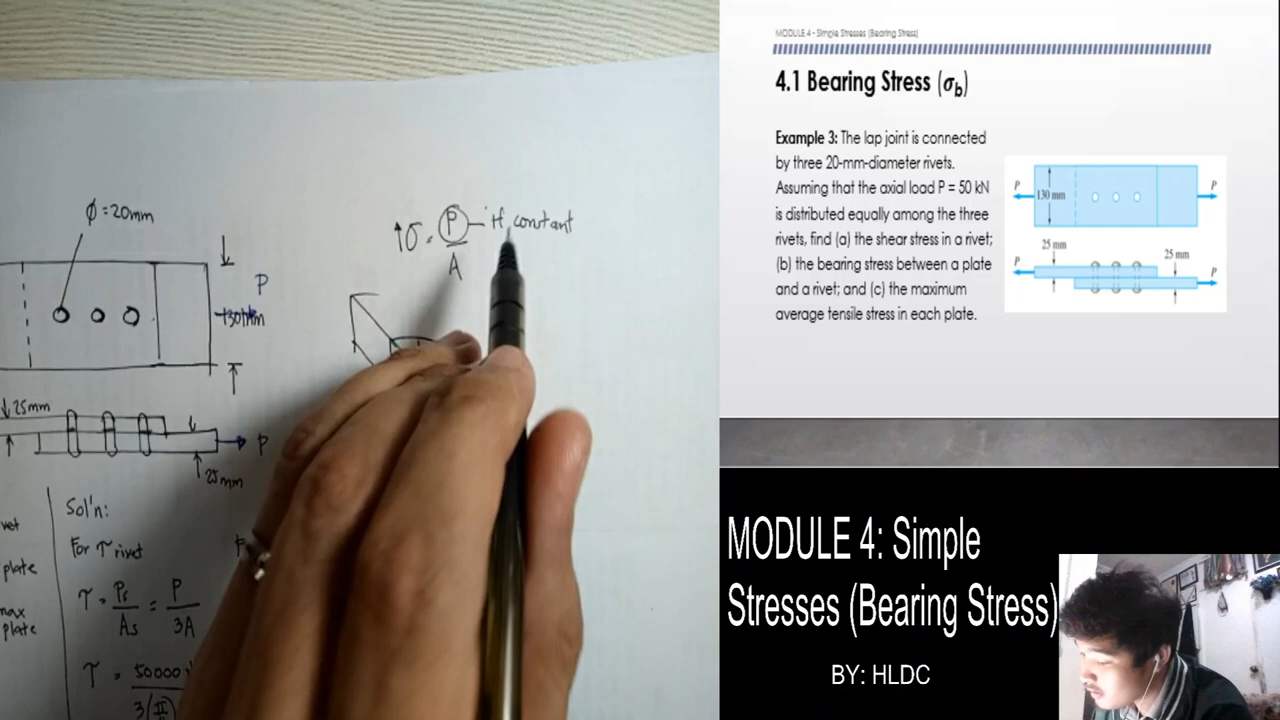 φ = 20mm
P
130mm
25mm
P
25mm
↑σ = P/A
if constant
vet
plate
max
plate
Sol'n:
For τ rivet
τ = Ps/As = P/3A
τ = 50000
3(π
MODULE 4 - Simple Stresses (Bearing Stress)
4.1 Bearing Stress (σb)
Example 3: The lap joint is connected
by three 20-mm-diameter rivets.
Assuming that the axial load P = 50 kN
is distributed equally among the three
rivets, find (a) the shear stress in a rivet;
(b) the bearing stress between a plate
and a rivet; and (c) the maximum
average tensile stress in each plate.
P
130 mm
P
25 mm
25 mm
P
P
MODULE 4: Simple
Stresses (Bearing Stress)
BY: HLDC